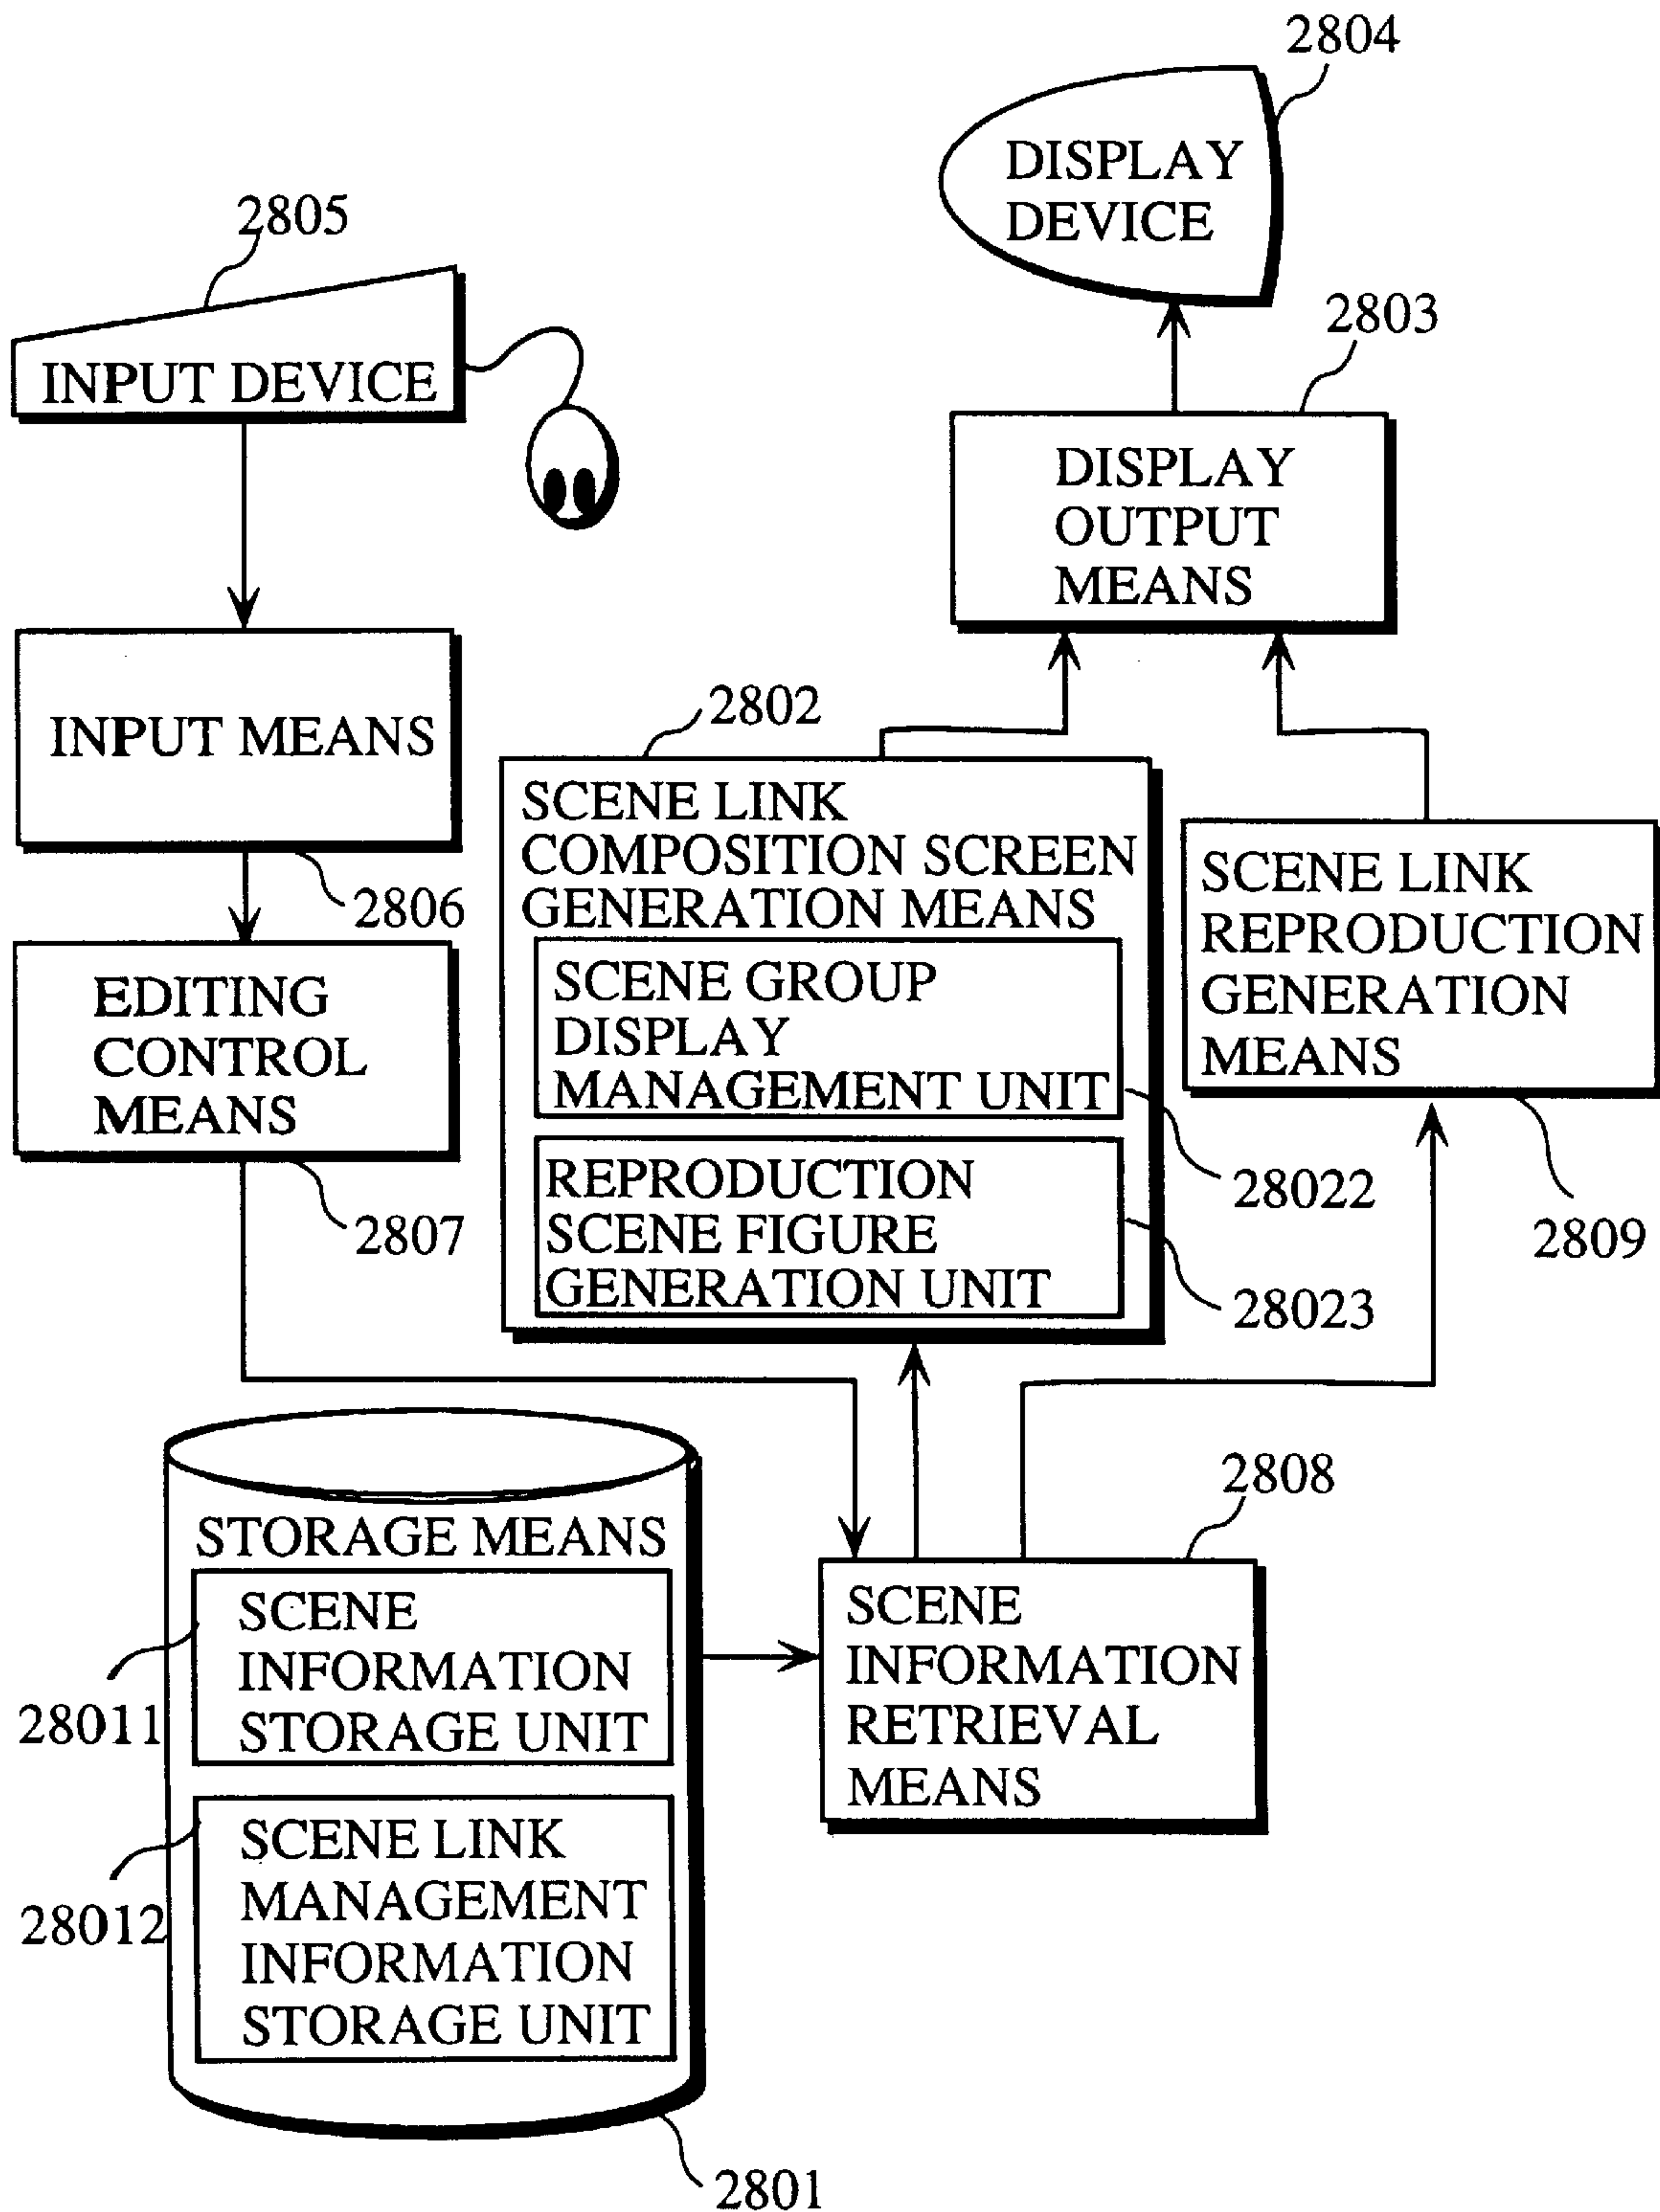 2804
DISPLAY
DEVICE
2805
INPUT DEVICE
2803
DISPLAY
OUTPUT
MEANS
INPUT MEANS
2806
2802
SCENE LINK
COMPOSITION SCREEN
GENERATION MEANS
SCENE GROUP
DISPLAY
MANAGEMENT UNIT
28022
REPRODUCTION
SCENE FIGURE
GENERATION UNIT
28023
SCENE LINK
REPRODUCTION
GENERATION
MEANS
2809
EDITING
CONTROL
MEANS
2807
STORAGE MEANS
SCENE
INFORMATION
STORAGE UNIT
28011
SCENE LINK
MANAGEMENT
INFORMATION
STORAGE UNIT
28012
2801
2808
SCENE
INFORMATION
RETRIEVAL
MEANS